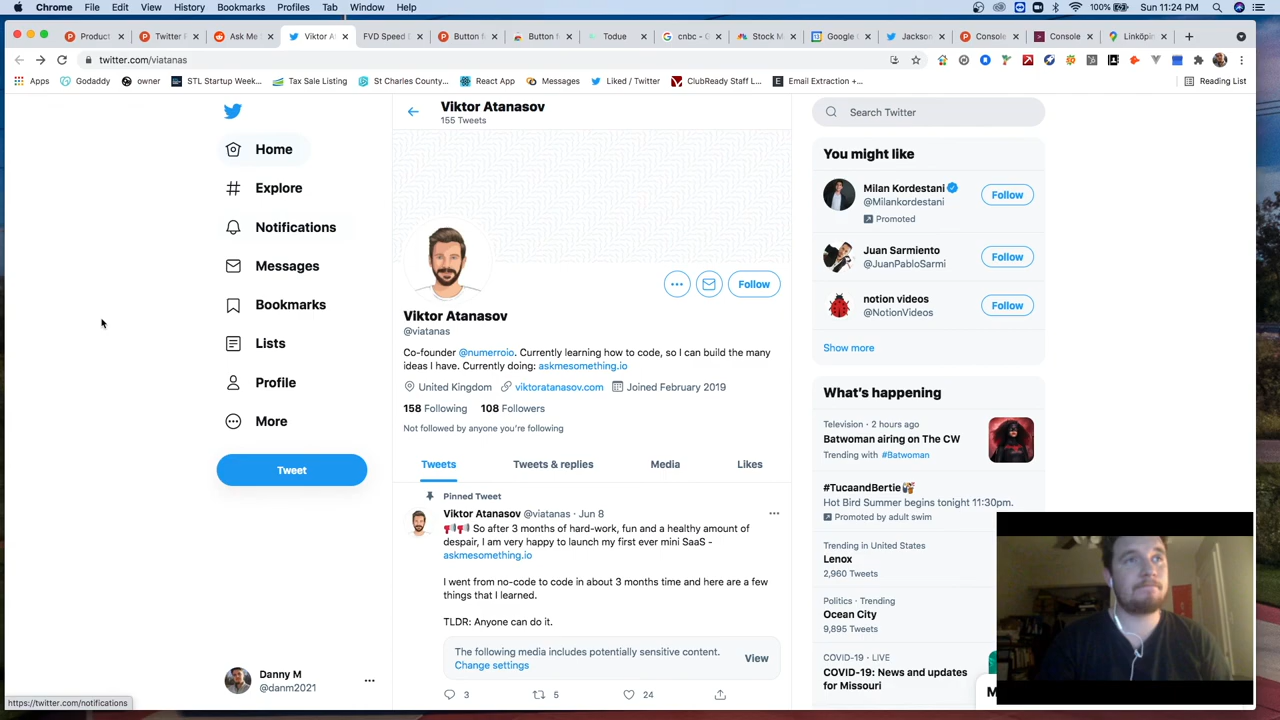 Chrome File Edit View History Bookmarks Profiles Tab Window Help 100% Sun 11:24 PM
Product Twitter F Ask Me Viktor At FVD Speed Button f Button f Todue cnbc - G Stock M Google Jackson Console Console Linköpin
twitter.com/viatanas
Apps Godaddy owner STL Startup Week... Tax Sale Listing St Charles County... React App Messages Liked / Twitter ClubReady Staff L... Email Extraction +... Reading List
Viktor Atanasov
155 Tweets
Home
Explore
Notifications
Messages
Bookmarks
Lists
Profile
More
Tweet
Danny M
@danm2021
https://twitter.com/notifications
Follow
Viktor Atanasov
@viatanas
Co-founder @numerroio. Currently learning how to code, so I can build the many
ideas I have. Currently doing: askmesomething.io
United Kingdom viktoratanasov.com Joined February 2019
158 Following 108 Followers
Not followed by anyone you're following
Tweets Tweets & replies Media Likes
Pinned Tweet
Viktor Atanasov @viatanas · Jun 8
📢📢 So after 3 months of hard-work, fun and a healthy amount of
despair, I am very happy to launch my first ever mini SaaS -
askmesomething.io
I went from no-code to code in about 3 months time and here are a few
things that I learned.
TLDR: Anyone can do it.
The following media includes potentially sensitive content.
Change settings
View
3 5 24
Search Twitter
You might like
Milan Kordestani
@Milankordestani
Promoted
Follow
Juan Sarmiento
@JuanPabloSarmi
Follow
notion videos
@NotionVideos
Follow
Show more
What's happening
Television · 2 hours ago
Batwoman airing on The CW
Trending with #Batwoman
#TucaandBertie
Hot Bird Summer begins tonight 11:30pm.
Promoted by adult swim
Trending in United States
Lenox
2,960 Tweets
Politics · Trending
Ocean City
9,895 Tweets
COVID-19 · LIVE
COVID-19: News and updates
for Missouri